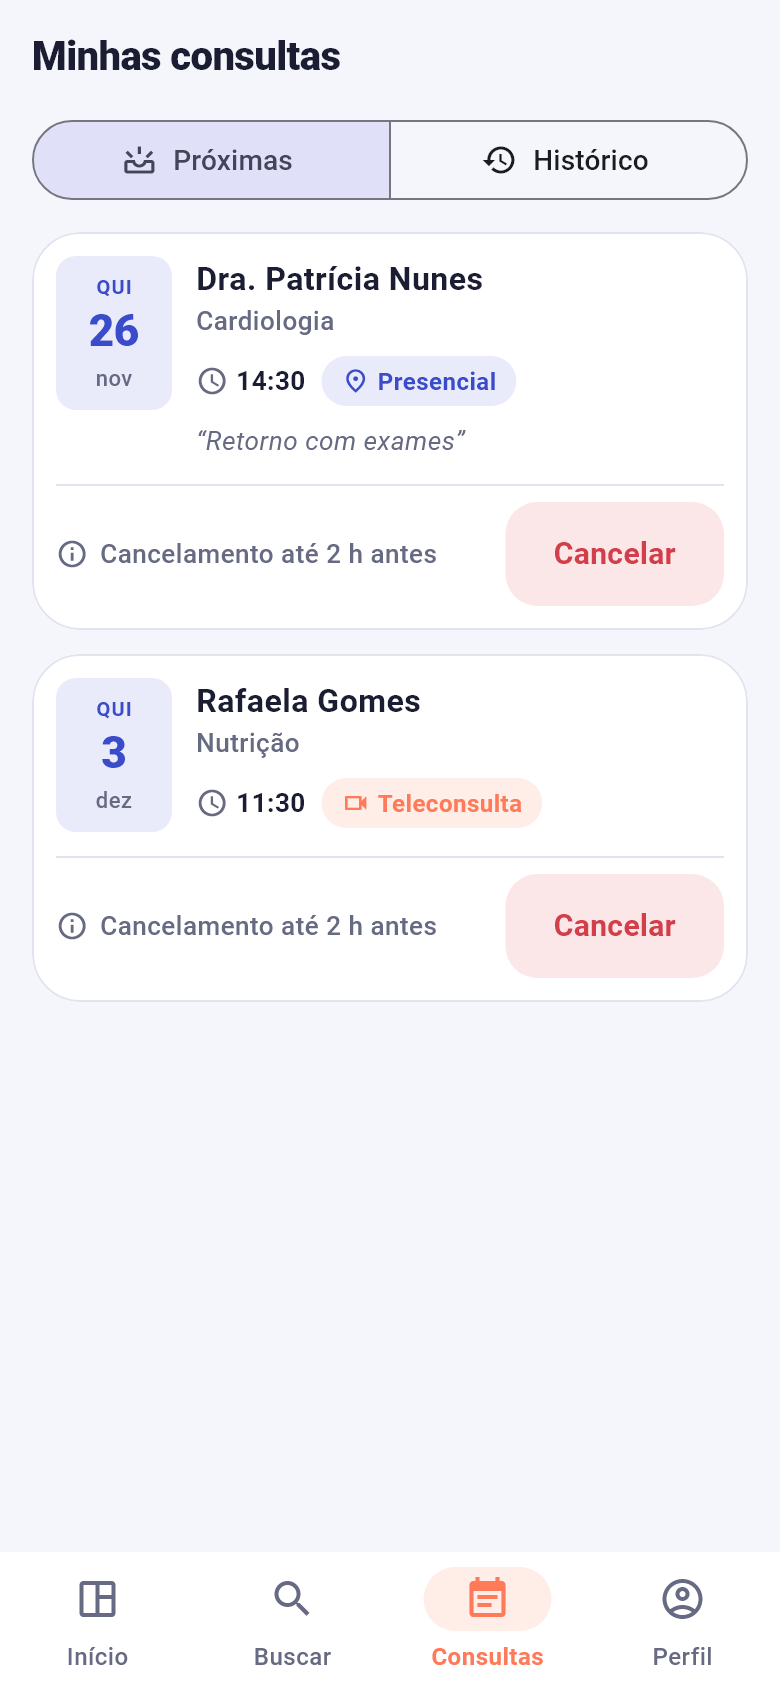 Minhas consultas
Próximas
Histórico
QUI
26
nov
Dra. Patrícia Nunes
Cardiologia
14:30
Presencial
“Retorno com exames”
Cancelamento até 2 h antes
Cancelar
QUI
3
dez
Rafaela Gomes
Nutrição
11:30
Teleconsulta
Cancelamento até 2 h antes
Cancelar
Início
Buscar
Consultas
Perfil